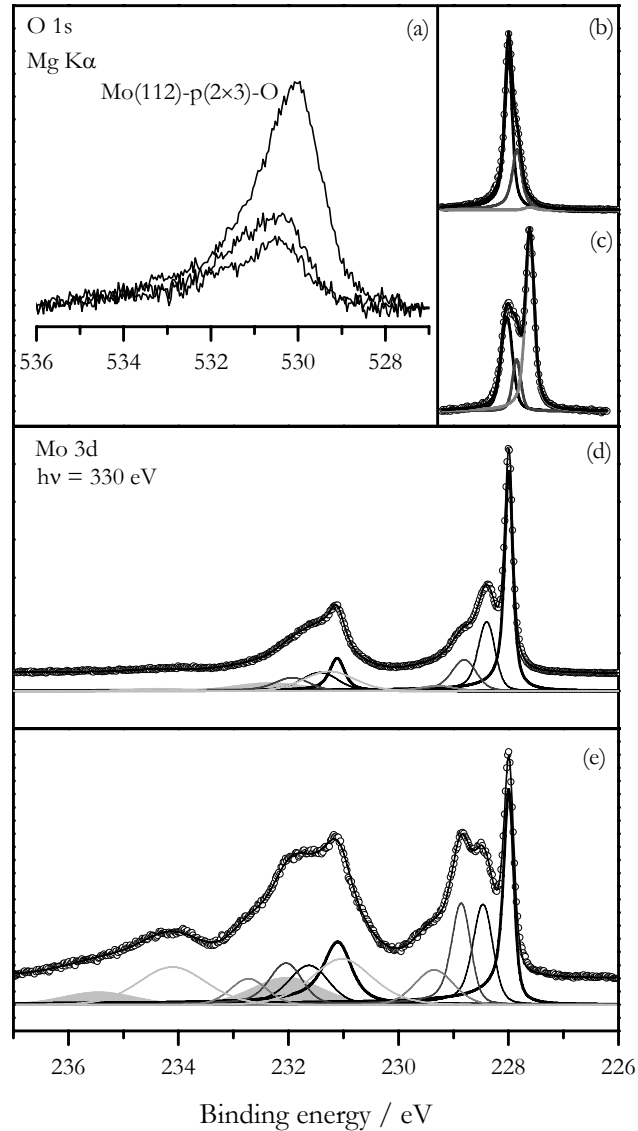 O 1s
(a)
Mg Kα
Mo(112)-p(2×3)-O
536 534 532 530 528
(b)
(c)
Mo 3d
hν = 330 eV
(d)
(e)
236 234 232 230 228 226
Binding energy / eV